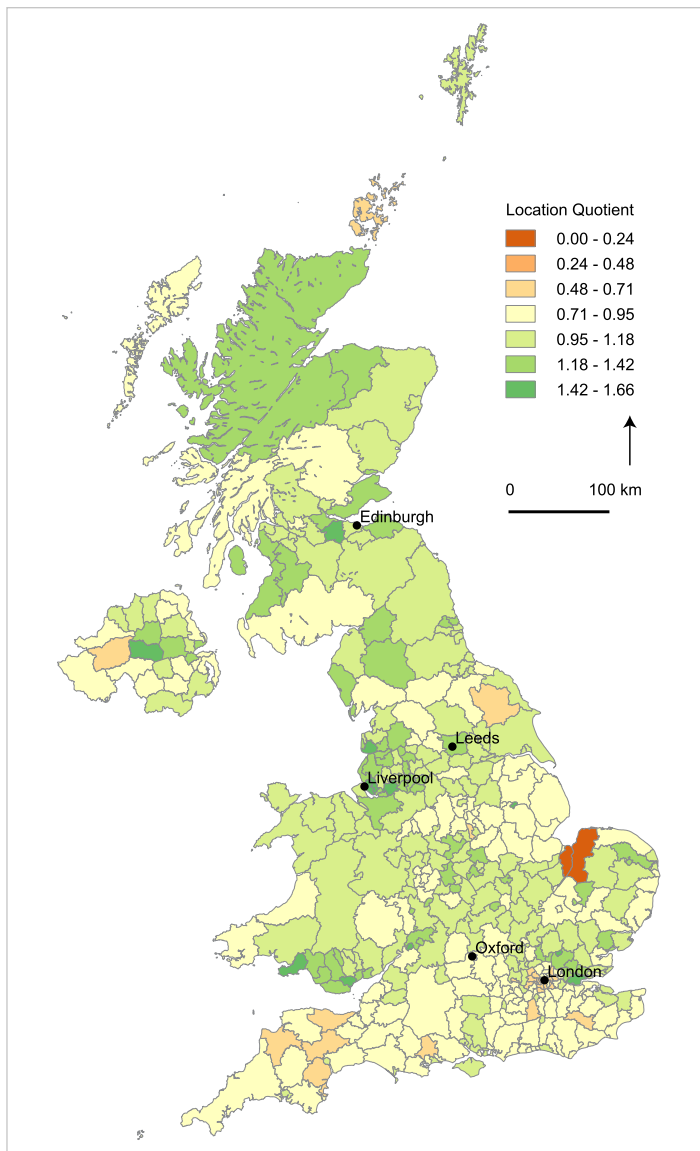 Location Quotient
0.00 - 0.24
0.24 - 0.48
0.48 - 0.71
0.71 - 0.95
0.95 - 1.18
1.18 - 1.42
1.42 - 1.66
0 100 km
Edinburgh
Leeds
Liverpool
Oxford
London